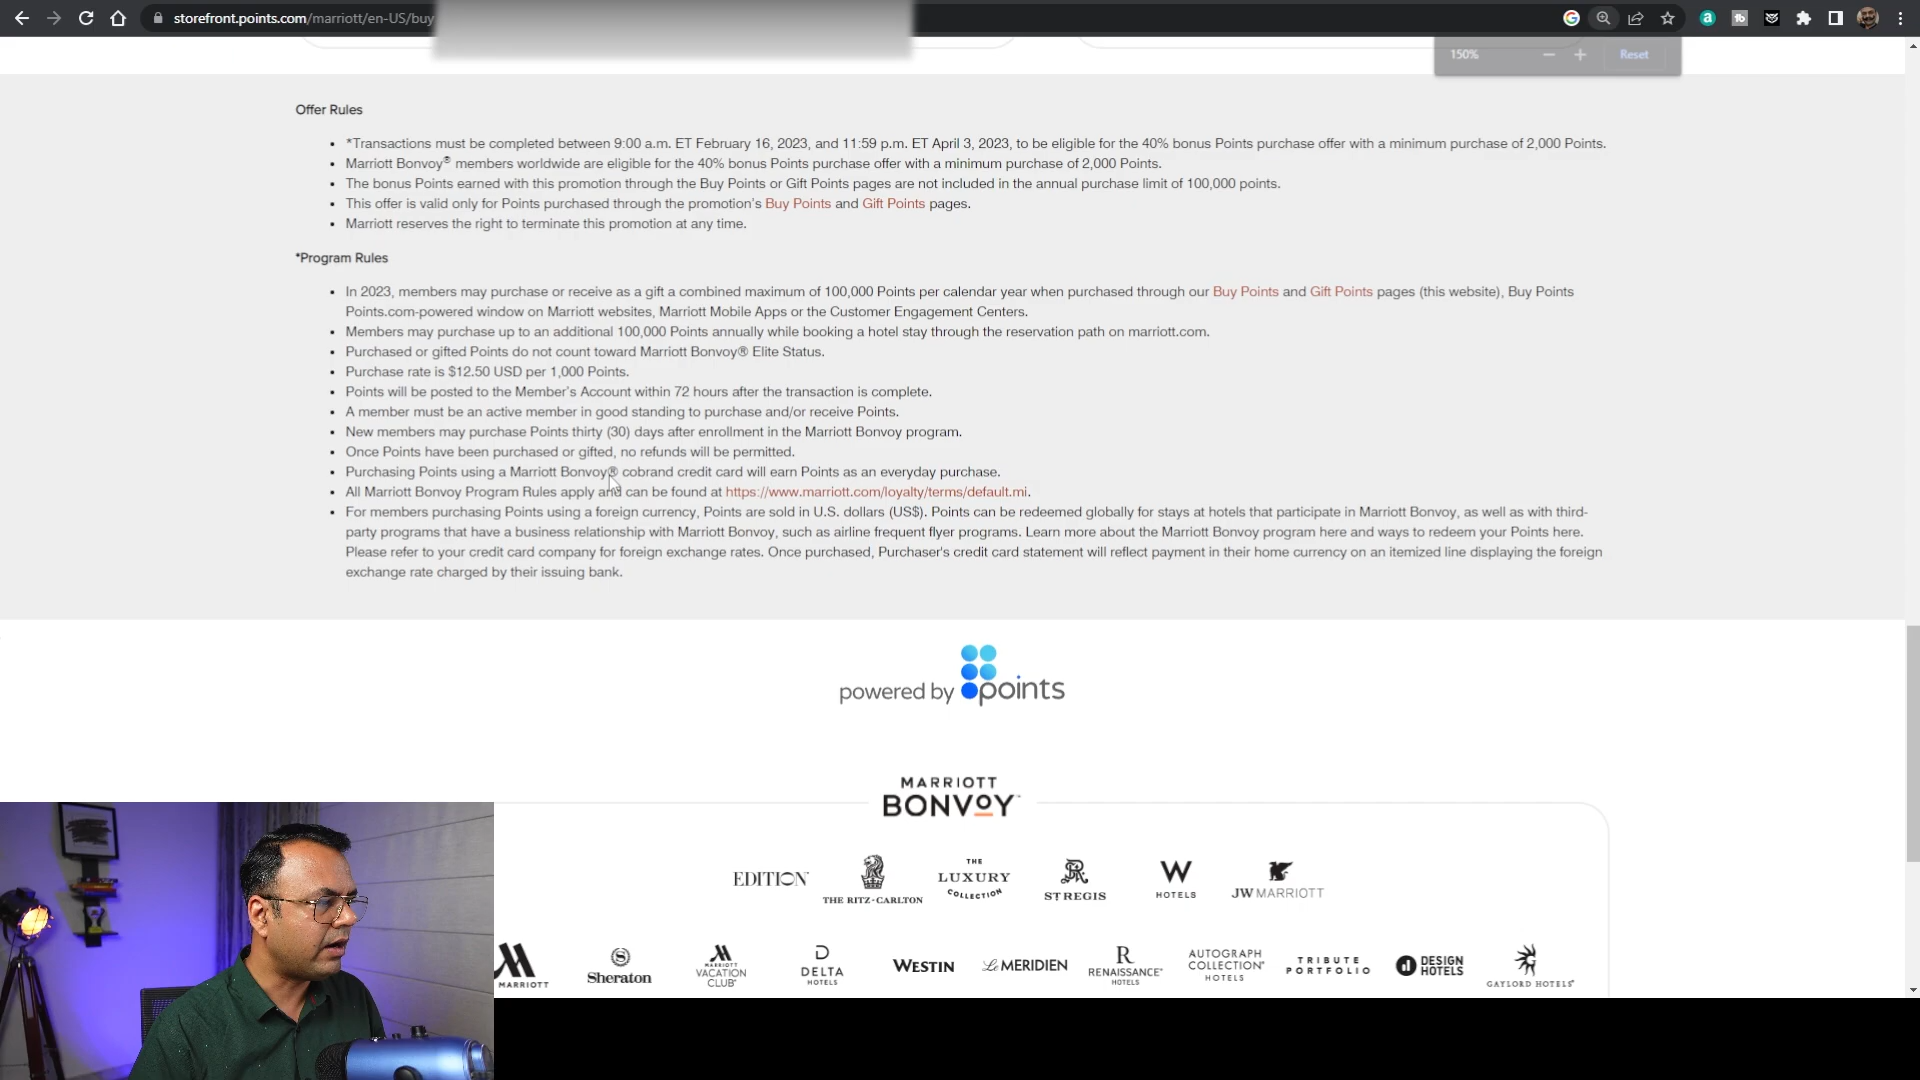 storefront.points.com/marriott/en-US/buy
150%
Reset
Offer Rules
• *Transactions must be completed between 9:00 a.m. ET February 16, 2023, and 11:59 p.m. ET April 3, 2023, to be eligible for the 40% bonus Points purchase offer with a minimum purchase of 2,000 Points.
• Marriott Bonvoy® members worldwide are eligible for the 40% bonus Points purchase offer with a minimum purchase of 2,000 Points.
• The bonus Points earned with this promotion through the Buy Points or Gift Points pages are not included in the annual purchase limit of 100,000 points.
• This offer is valid only for Points purchased through the promotion's Buy Points and Gift Points pages.
• Marriott reserves the right to terminate this promotion at any time.
*Program Rules
• In 2023, members may purchase or receive as a gift a combined maximum of 100,000 Points per calendar year when purchased through our Buy Points and Gift Points pages (this website), Buy Points
Points.com-powered window on Marriott websites, Marriott Mobile Apps or the Customer Engagement Centers.
• Members may purchase up to an additional 100,000 Points annually while booking a hotel stay through the reservation path on marriott.com.
• Purchased or gifted Points do not count toward Marriott Bonvoy® Elite Status.
• Purchase rate is $12.50 USD per 1,000 Points.
• Points will be posted to the Member's Account within 72 hours after the transaction is complete.
• A member must be an active member in good standing to purchase and/or receive Points.
• New members may purchase Points thirty (30) days after enrollment in the Marriott Bonvoy program.
• Once Points have been purchased or gifted, no refunds will be permitted.
• Purchasing Points using a Marriott Bonvoy® cobrand credit card will earn Points as an everyday purchase.
• All Marriott Bonvoy Program Rules apply and can be found at https://www.marriott.com/loyalty/terms/default.mi.
• For members purchasing Points using a foreign currency, Points are sold in U.S. dollars (US$). Points can be redeemed globally for stays at hotels that participate in Marriott Bonvoy, as well as with third-
party programs that have a business relationship with Marriott Bonvoy, such as airline frequent flyer programs. Learn more about the Marriott Bonvoy program here and ways to redeem your Points here.
Please refer to your credit card company for foreign exchange rates. Once purchased, Purchaser's credit card statement will reflect payment in their home currency on an itemized line displaying the foreign
exchange rate charged by their issuing bank.
powered by points
MARRIOTT
BONVOY
EDITION
THE RITZ-CARLTON
THE
LUXURY
COLLECTION
ST REGIS
W
HOTELS
JW MARRIOTT
MARRIOTT
Sheraton
MARRIOTT
VACATION
CLUB
D
DELTA
HOTELS
WESTIN
Le MERIDIEN
R
RENAISSANCE
HOTELS
AUTOGRAPH
COLLECTION
HOTELS
TRIBUTE
PORTFOLIO
DESIGN
HOTELS
GAYLORD HOTELS